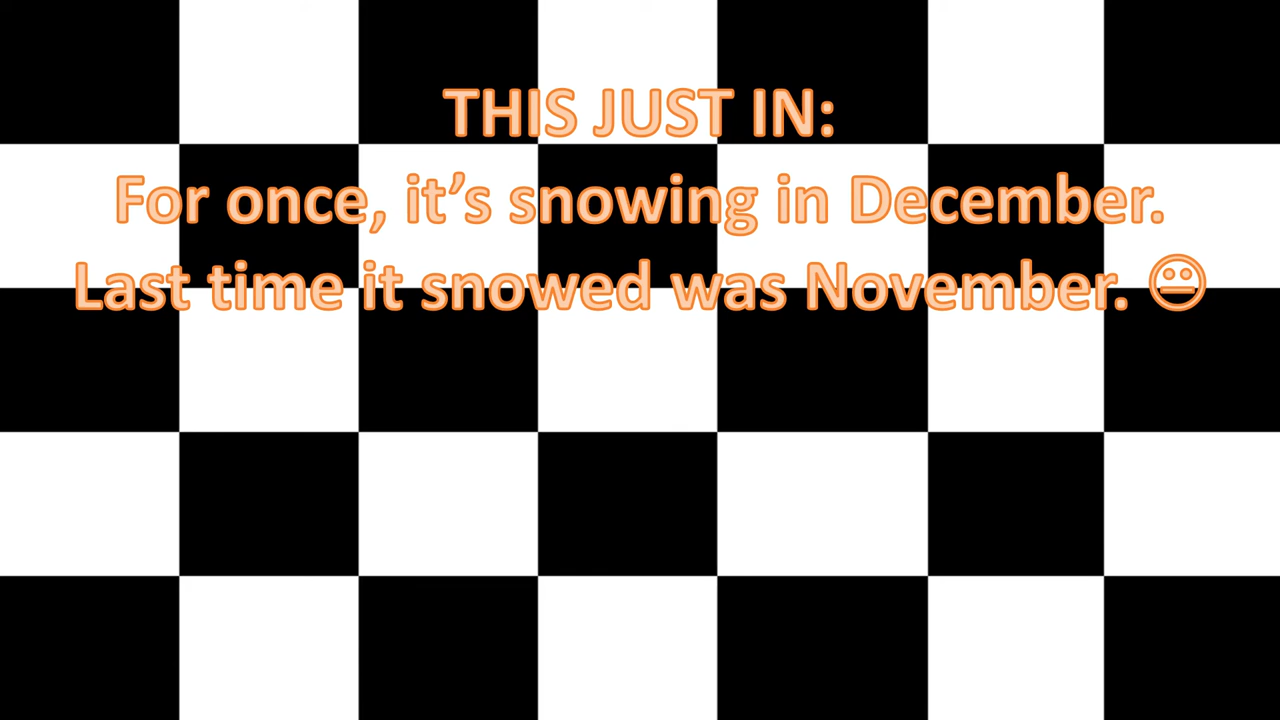 THIS JUST IN:
For once, it’s snowing in December.
Last time it snowed was November. 😐